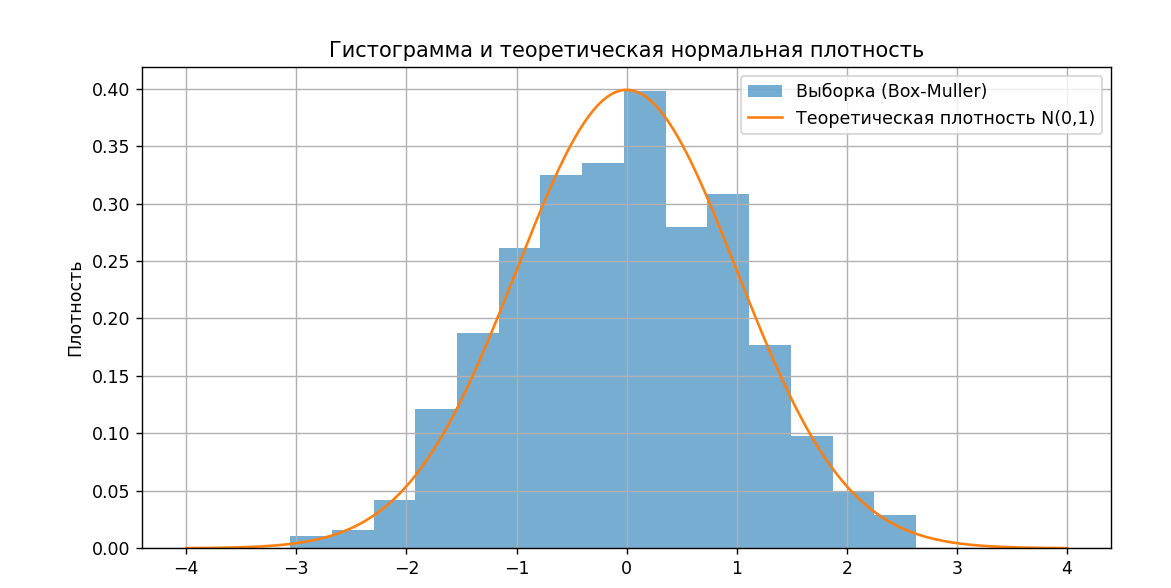 Гистограмма и теоретическая нормальная плотность
Выборка (Box-Muller)
Теоретическая плотность N(0,1)
Плотность
0.40
0.35
0.30
0.25
0.20
0.15
0.10
0.05
0.00
−4 −3 −2 −1 0 1 2 3 4